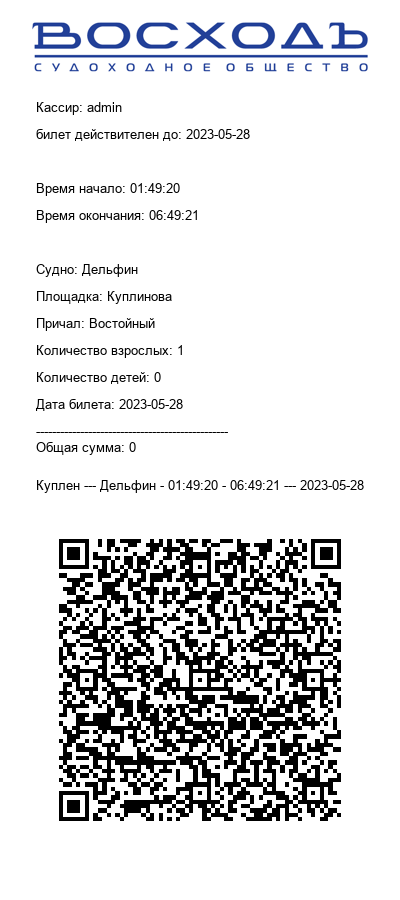 ВОСХОДЪ
СУДОХОДНОЕ ОБЩЕСТВО
Кассир: admin
билет действителен до: 2023-05-28
Время начало: 01:49:20
Время окончания: 06:49:21
Судно: Дельфин
Площадка: Куплинова
Причал: Востойный
Количество взрослых: 1
Количество детей: 0
Дата билета: 2023-05-28
------------------------------------------------
Общая сумма: 0
Куплен --- Дельфин - 01:49:20 - 06:49:21 --- 2023-05-28